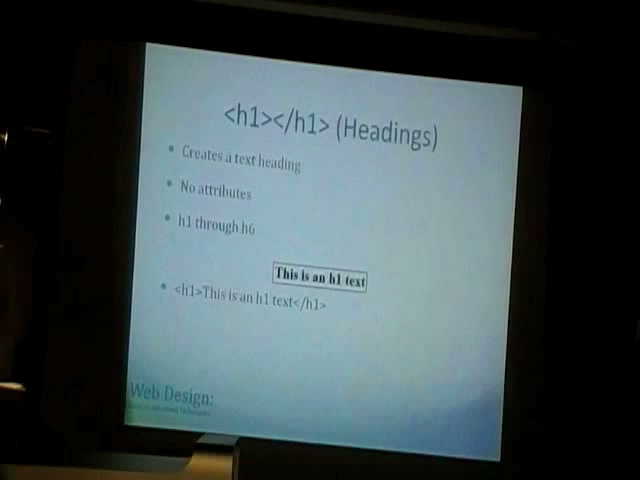 <h1></h1> (Headings)
• Creates a text heading
• No attributes
• h1 through h6
This is an h1 text
• <h1>This is an h1 text</h1>
Web Design: